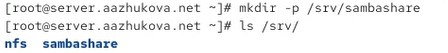 [root@server.aazhukova.net ~]# mkdir -p /srv/sambashare
[root@server.aazhukova.net ~]# ls /srv/
nfs  sambashare